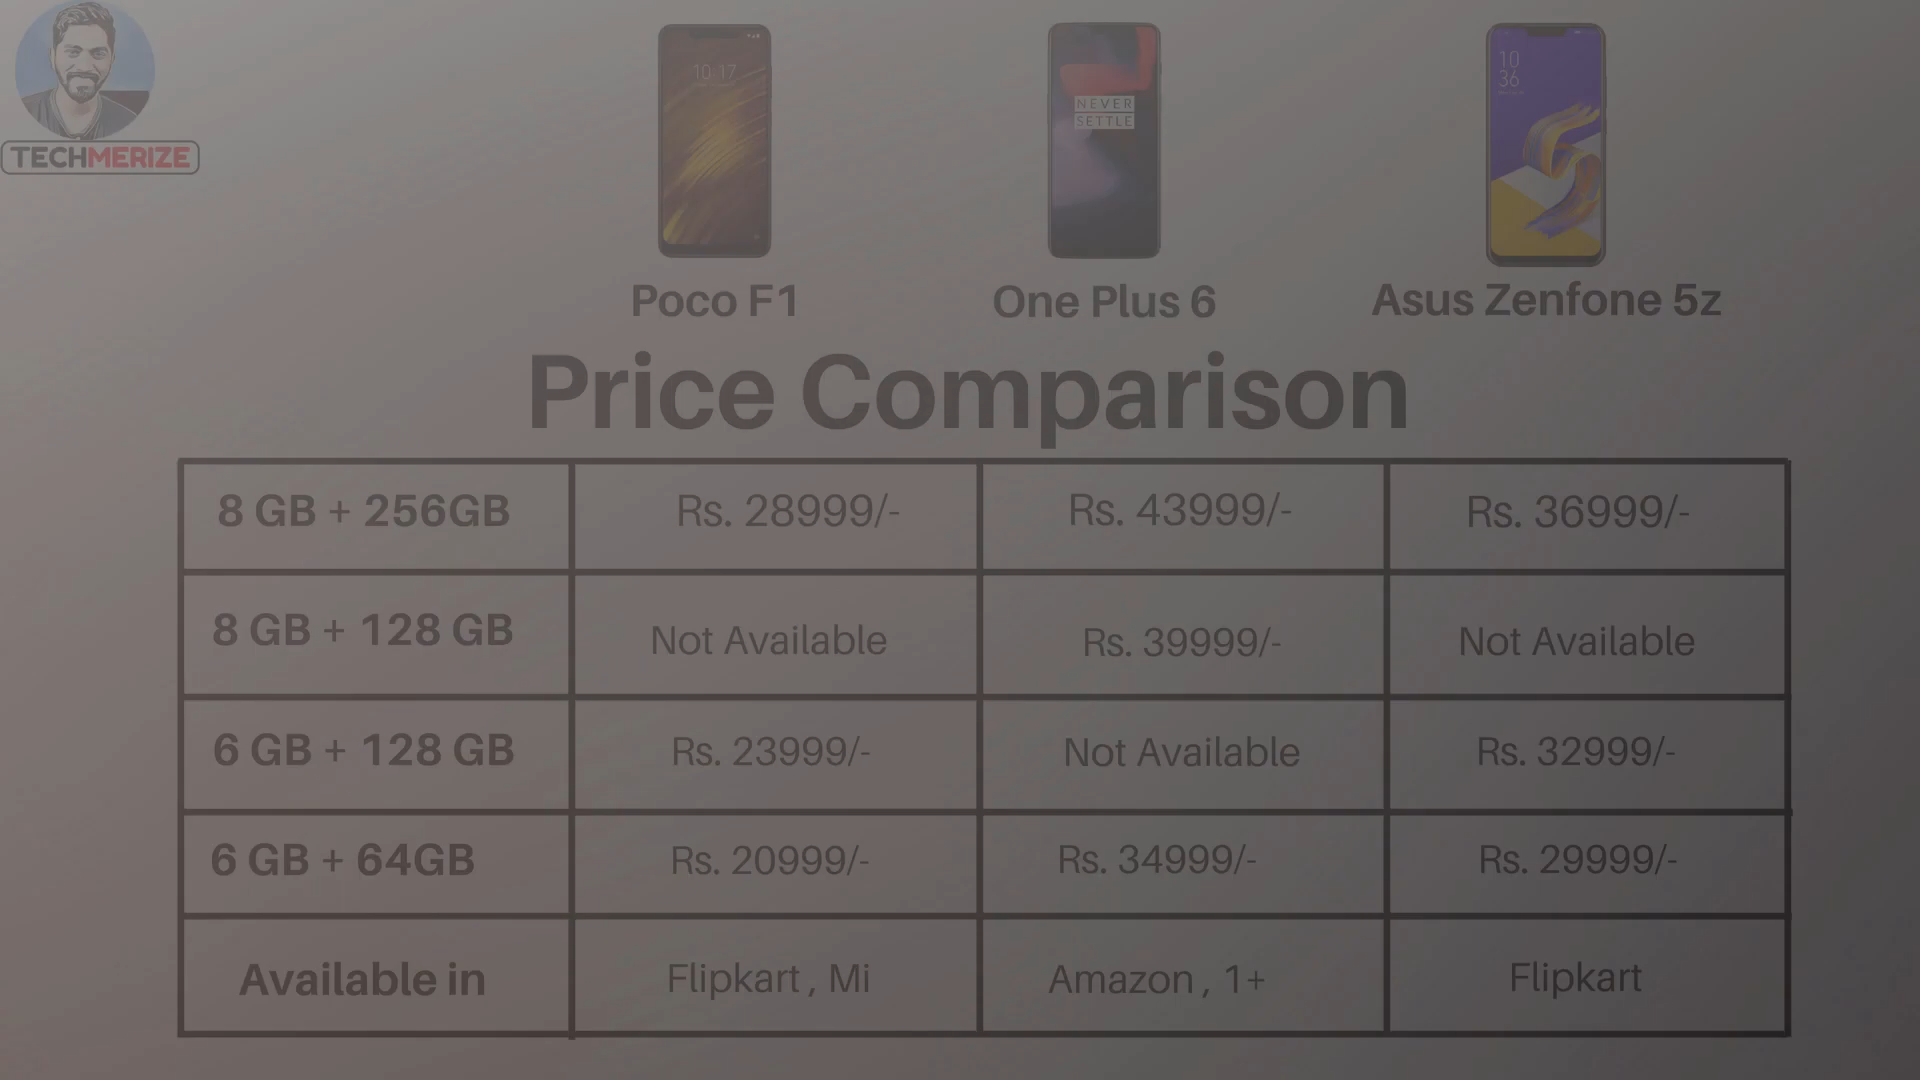 TECHMERIZE
10 17
NEVER
SETTLE
10
36
Poco F1
One Plus 6
Asus Zenfone 5z
Price Comparison
8 GB + 256GB Rs. 28999/- Rs. 43999/- Rs. 36999/-
8 GB + 128 GB Not Available Rs. 39999/- Not Available
6 GB + 128 GB Rs. 23999/- Not Available Rs. 32999/-
6 GB + 64GB Rs. 20999/- Rs. 34999/- Rs. 29999/-
Available in Flipkart , Mi Amazon , 1+ Flipkart